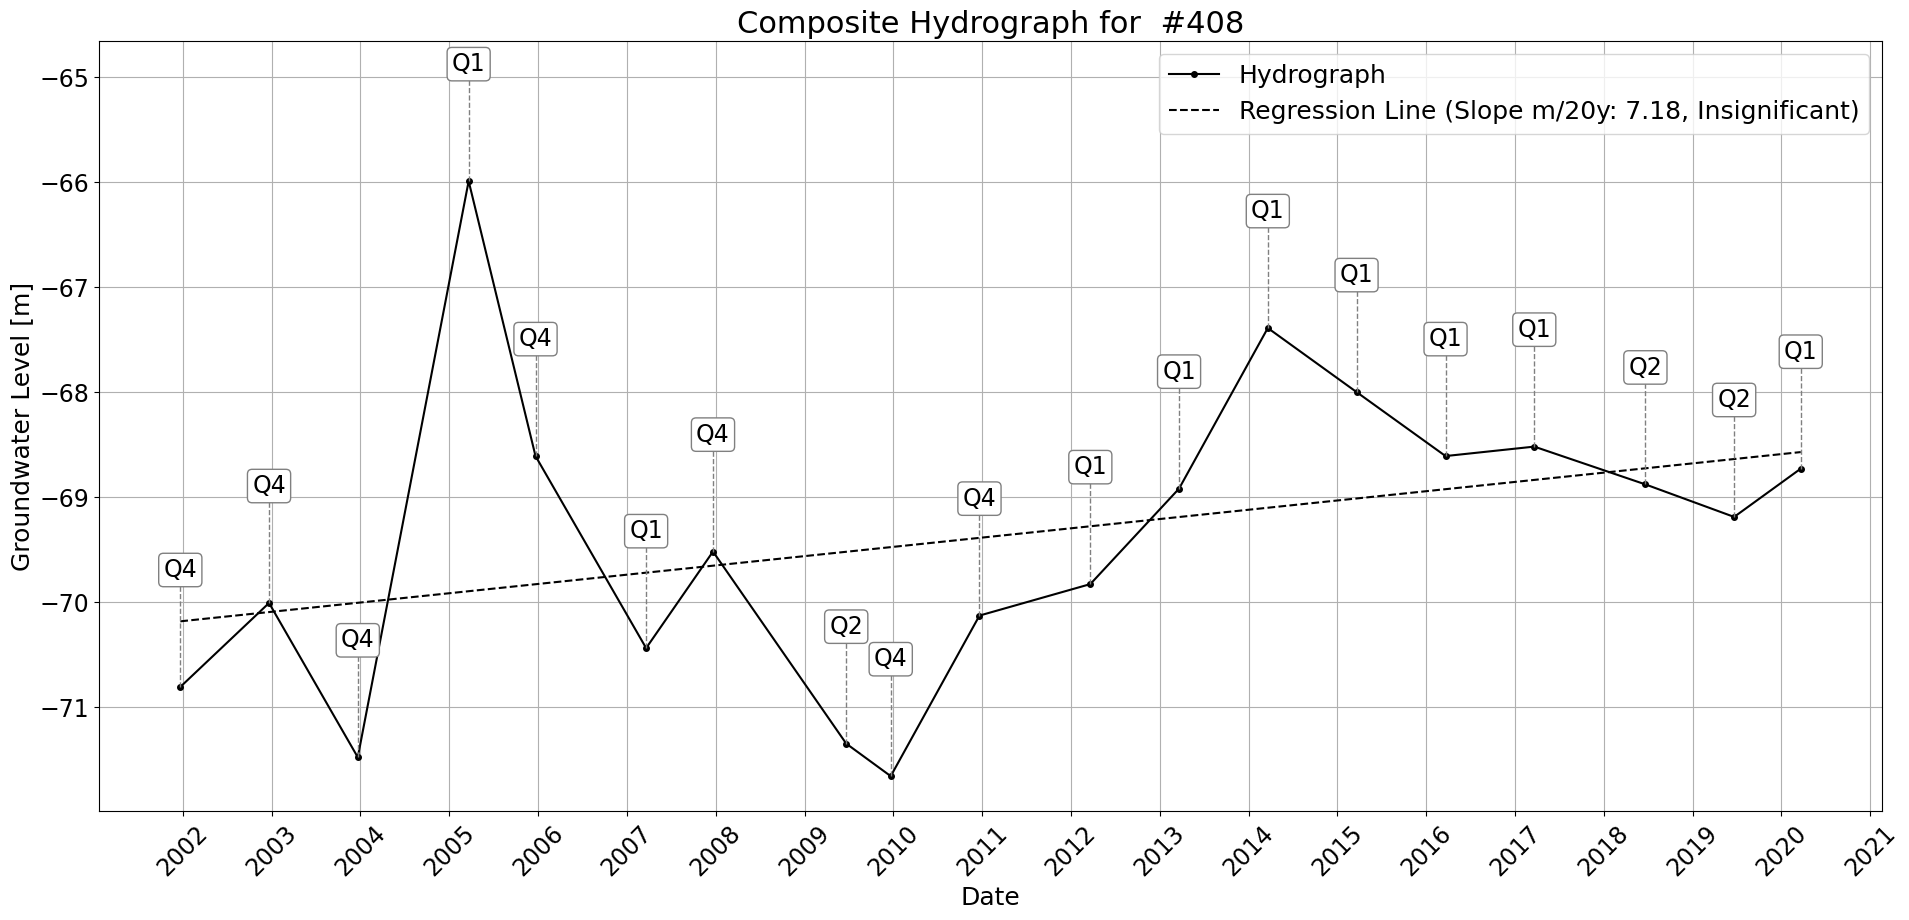 Composite Hydrograph for  #408
Hydrograph
Regression Line (Slope m/20y: 7.18, Insignificant)
Groundwater Level [m]
−65
−66
−67
−68
−69
−70
−71
Q4
Q4
Q4
Q1
Q4
Q1
Q4
Q2
Q4
Q4
Q1
Q1
Q1
Q1
Q1
Q1
Q2
Q2
Q1
2002
2003
2004
2005
2006
2007
2008
2009
2010
2011
2012
2013
2014
2015
2016
2017
2018
2019
2020
2021
Date